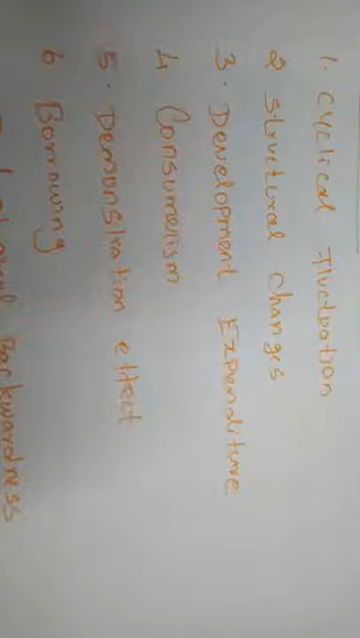 1. Cyclical Fluctuation
2 Structural Changes
3. Development Expenditure
4 Consumerism
5. Demonstration effect
6 Borrowing
Backwardness